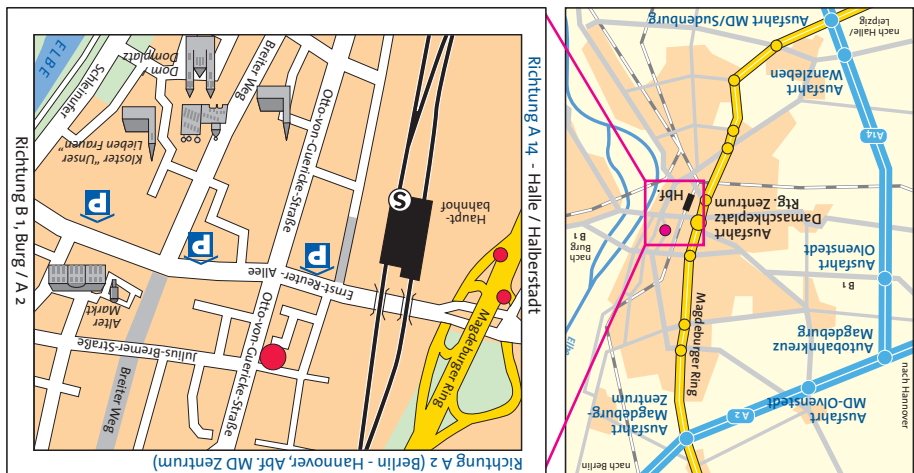 nach Berlin
A 2
Ausfahrt
Magdeburg-
Zentrum
Ausfahrt
MD-Olvenstedt
nach Hannover
Magdeburger Ring
Autobahnkreuz
Magdeburg
Elbe
B 1
Ausfahrt
Olvenstedt
nach
Burg
B 1
Ausfahrt
Damaschkeplatz
Rtg. Zentrum
Hbf.
A14
Ausfahrt
Wanzleben
nach Halle/
Leipzig
Ausfahrt MD/Sudenburg
Richtung A 2 (Berlin - Hannover, Abf. MD Zentrum)
Richtung A 14 - Halle / Halberstadt
Richtung B 1, Burg / A 2
Magdeburger Ring
Otto-von-Guericke-Straße
Breiter Weg
Julius-Bremer-Straße
Alter
Markt
Ernst-Reuter- Allee
P
P
P
Haupt-
bahnhof
S
Otto-von-Guericke-Straße
Kloster "Unser
Lieben Frauen"
Breiter Weg
Dom/
Domplatz
Schleinufer
ELBE